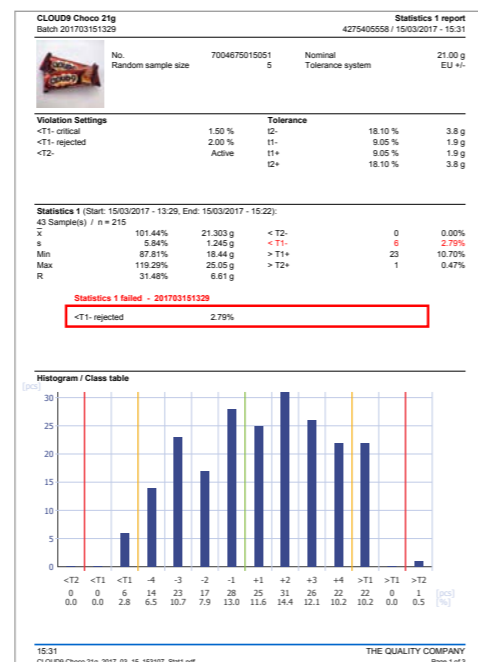 CLOUD9 Choco 21g Statistics 1 report
Batch 201703151329 4275405558 / 15/03/2017 - 15:31
No. 7004675015051 Nominal 21.00 g
Random sample size 5 Tolerance system EU +/-
Violation Settings Tolerance
<T1- critical 1.50 % t2- 18.10 % 3.8 g
<T1- rejected 2.00 % t1- 9.05 % 1.9 g
<T2- Active t1+ 9.05 % 1.9 g
t2+ 18.10 % 3.8 g
Statistics 1 (Start: 15/03/2017 - 13:29, End: 15/03/2017 - 15:22):
43 Sample(s) / n = 215
x̅ 101.44% 21.303 g < T2- 0 0.00%
s 5.84% 1.245 g < T1- 6 2.79%
Min 87.81% 18.44 g > T1+ 23 10.70%
Max 119.29% 25.05 g > T2+ 1 0.47%
R 31.48% 6.61 g
Statistics 1 failed - 201703151329
<T1- rejected 2.79%
Histogram / Class table
[pcs]
30
25
20
15
10
5
0
<T2 <T1 <T1 -4 -3 -2 -1 +1 +2 +3 +4 >T1 >T1 >T2
0 0 6 14 23 17 28 25 31 26 22 22 0 1 [pcs]
0.0 0.0 2.8 6.5 10.7 7.9 13.0 11.6 14.4 12.1 10.2 10.2 0.0 0.5 [%]
15:31 THE QUALITY COMPANY
CLOUD9 Choco 21g_2017_03_15_153107_Stat1.pdf Page 1 of 3